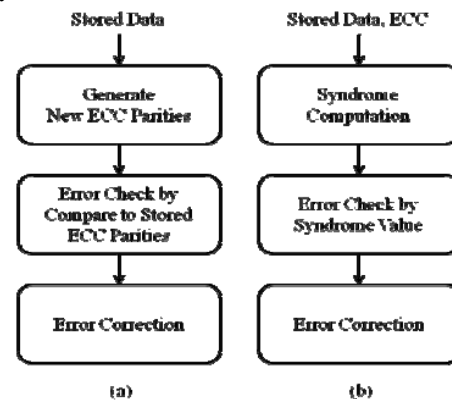 Stored Data
Generate
New ECC Parities
Error Check by
Compare to Stored
ECC Parities
Error Correction
(a)
Stored Data, ECC
Syndrome
Computation
Error Check by
Syndrome Value
Error Correction
(b)